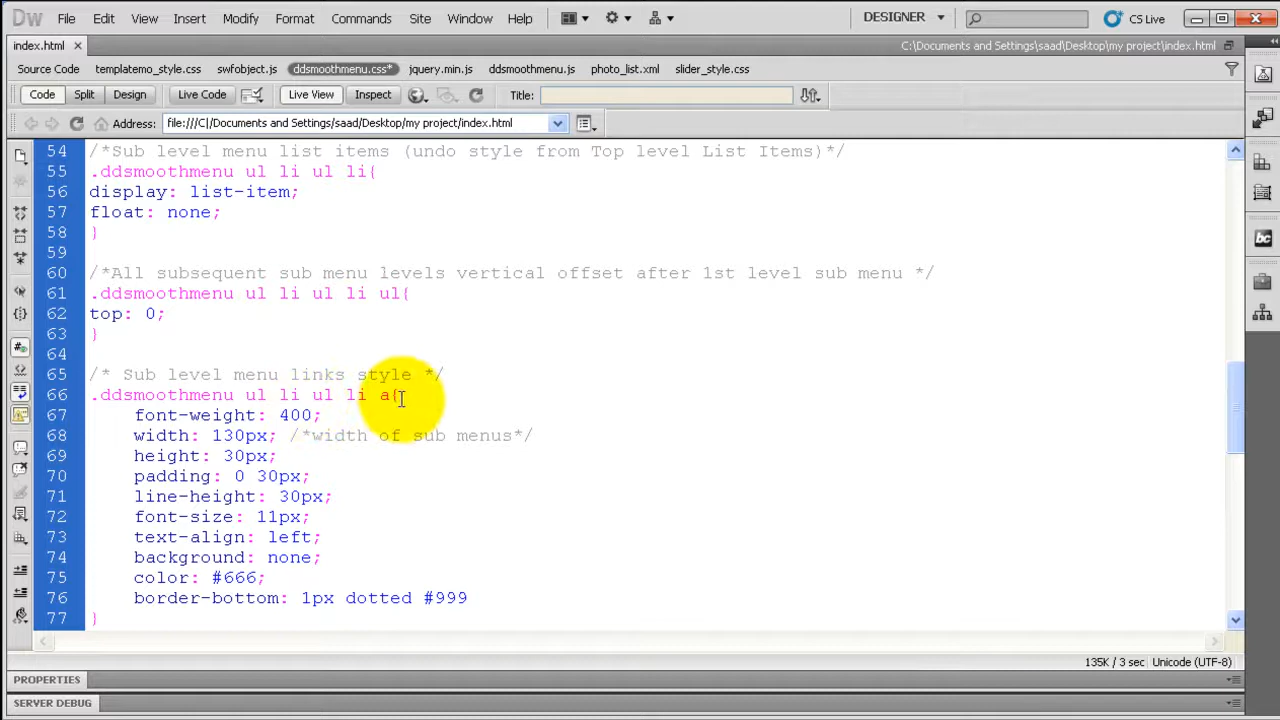 Dw File Edit View Insert Modify Format Commands Site Window Help DESIGNER CS Live
index.html C:\Documents and Settings\saad\Desktop\my project\index.html
Source Code templatemo_style.css swfobject.js ddsmoothmenu.css* jquery.min.js ddsmoothmenu.js photo_list.xml slider_style.css
Code Split Design Live Code Live View Inspect Title:
Address: file:///C|/Documents and Settings/saad/Desktop/my project/index.html
54 /*Sub level menu list items (undo style from Top level List Items)*/
55 .ddsmoothmenu ul li ul li{
56 display: list-item;
57 float: none;
58 }
59
60 /*All subsequent sub menu levels vertical offset after 1st level sub menu */
61 .ddsmoothmenu ul li ul li ul{
62 top: 0;
63 }
64
65 /* Sub level menu links style */
66 .ddsmoothmenu ul li ul li a{
67 font-weight: 400;
68 width: 130px; /*width of sub menus*/
69 height: 30px;
70 padding: 0 30px;
71 line-height: 30px;
72 font-size: 11px;
73 text-align: left;
74 background: none;
75 color: #666;
76 border-bottom: 1px dotted #999
77 }
135K / 3 sec Unicode (UTF-8)
PROPERTIES
SERVER DEBUG